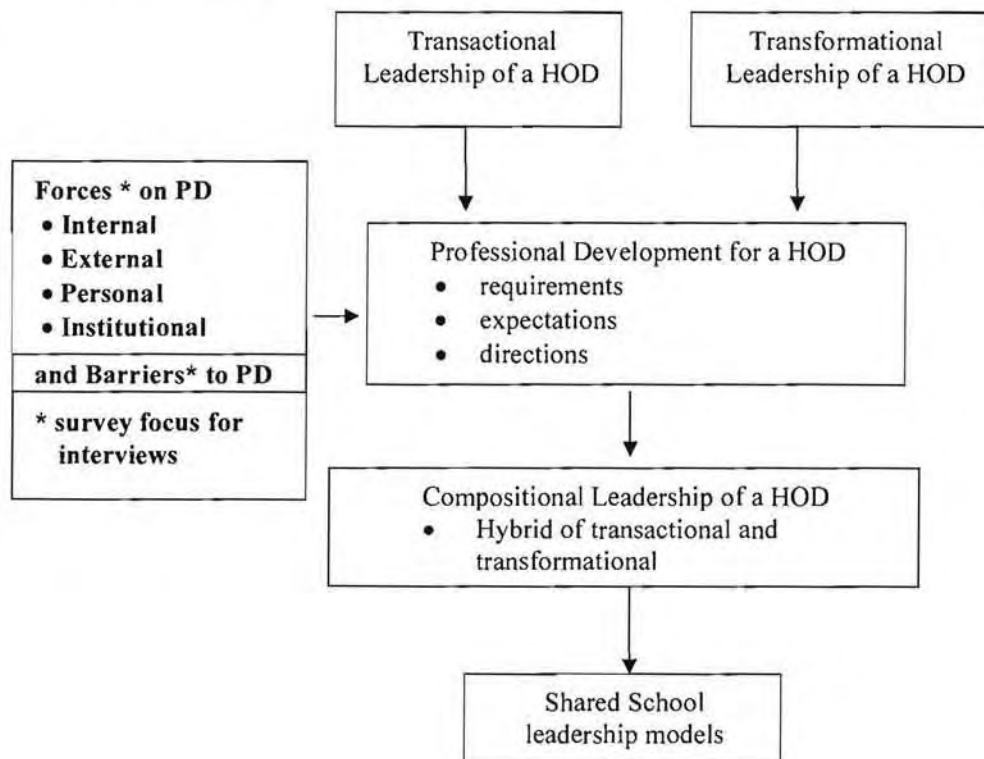 Transactional
Leadership of a HOD
Transformational
Leadership of a HOD
Forces * on PD
• Internal
• External
• Personal
• Institutional
and Barriers* to PD
* survey focus for
interviews
Professional Development for a HOD
• requirements
• expectations
• directions
Compositional Leadership of a HOD
• Hybrid of transactional and
transformational
Shared School
leadership models